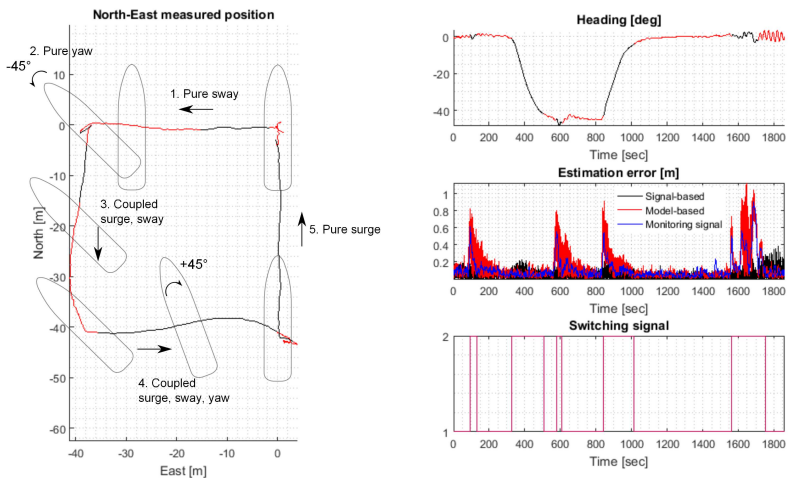 North-East measured position
2. Pure yaw
-45°
1. Pure sway
3. Coupled
surge, sway
+45°
5. Pure surge
4. Coupled
surge, sway, yaw
20
10
0
-10
-20
-30
-40
-50
-60
North [m]
-40
-30
-20
-10
0
East [m]
Heading [deg]
0
-20
-40
0
200
400
600
800
1000
1200
1400
1600
1800
Time [sec]
Estimation error [m]
Signal-based
Model-based
Monitoring signal
1
0.8
0.6
0.4
0.2
0
200
400
600
800
1000
1200
1400
1600
1800
Time [sec]
Switching signal
2
1
0
200
400
600
800
1000
1200
1400
1600
1800
Time [sec]